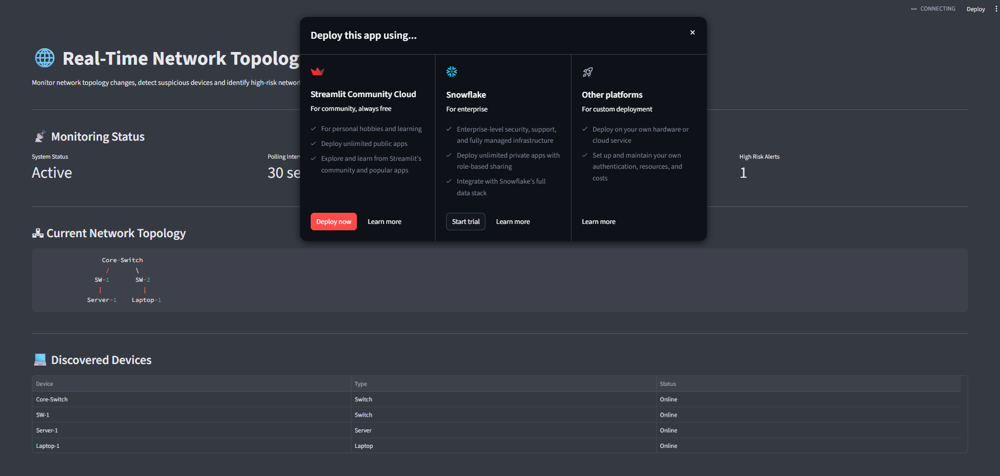 CONNECTING
Deploy
Deploy this app using...
Real-Time Network Topolog
Monitor network topology changes, detect suspicious devices and identify high-risk networ
Streamlit Community Cloud
For community, always free
For personal hobbies and learning
Deploy unlimited public apps
Explore and learn from Streamlit's
community and popular apps
Deploy now
Learn more
Snowflake
For enterprise
Enterprise-level security, support,
and fully managed infrastructure
Deploy unlimited private apps with
role-based sharing
Integrate with Snowflake's full
data stack
Start trial
Learn more
Other platforms
For custom deployment
Deploy on your own hardware or
cloud service
Set up and maintain your own
authentication, resources, and
costs
Learn more
Monitoring Status
System Status
Active
Polling Inter
30 se
High Risk Alerts
1
Current Network Topology
Core-Switch
/ \
SW-1 SW-2
| |
Server-1 Laptop-1
Discovered Devices
Device Type Status
Core-Switch Switch Online
SW-1 Switch Online
Server-1 Server Online
Laptop-1 Laptop Online